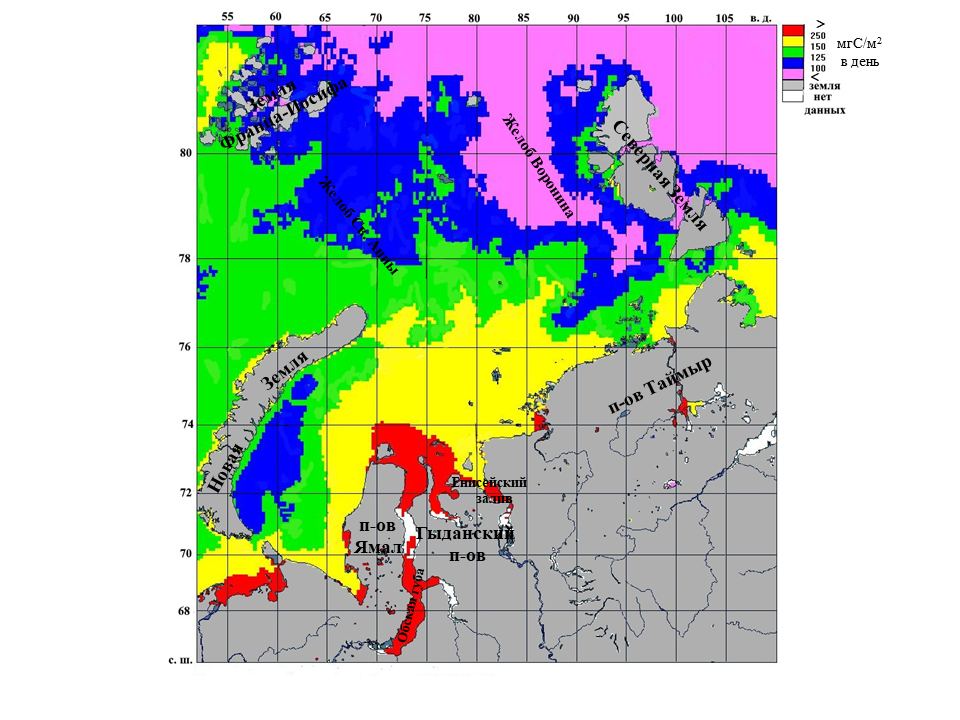 55 60 65 70 75 80 85 90 95 100 105 в. д.
>
250
150
125
100
<
мгС/м²
в день
земля
нет
данных
80
78
76
74
72
70
68
с. ш.
Земля
Франца-Иосифа
Желоб Св. Анны
Желоб Воронина
Северная Земля
Новая
Земля
п-ов Таймыр
Енисейский
залив
п-ов
Ямал
Гыданский
п-ов
Обская губа